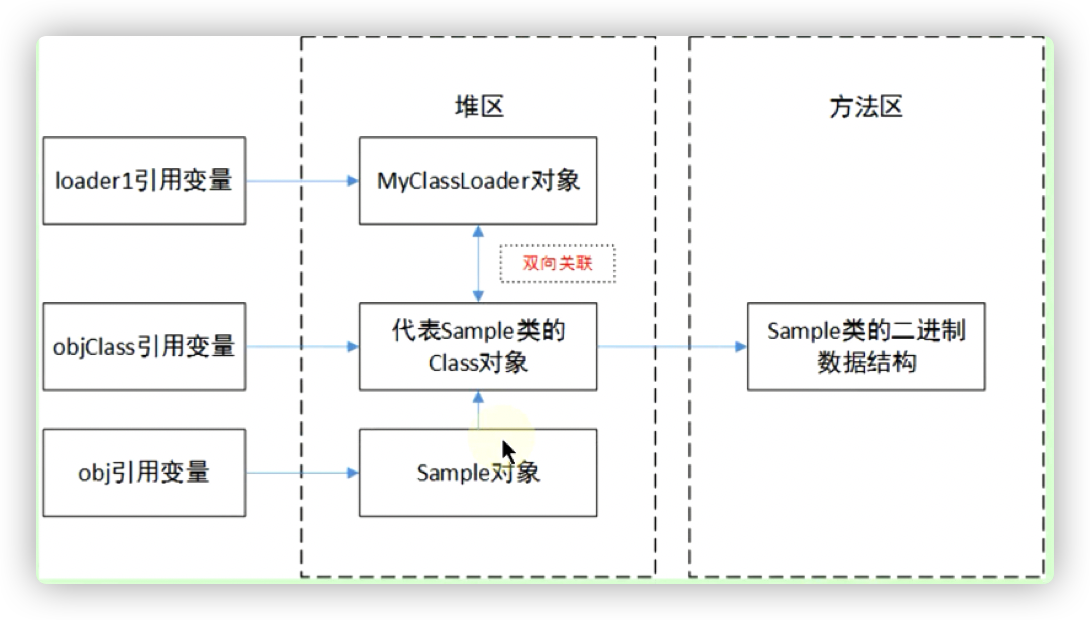 堆区
方法区
loader1引用变量
MyClassLoader对象
双向关联
objClass引用变量
代表Sample类的
Class对象
Sample类的二进制
数据结构
obj引用变量
Sample对象